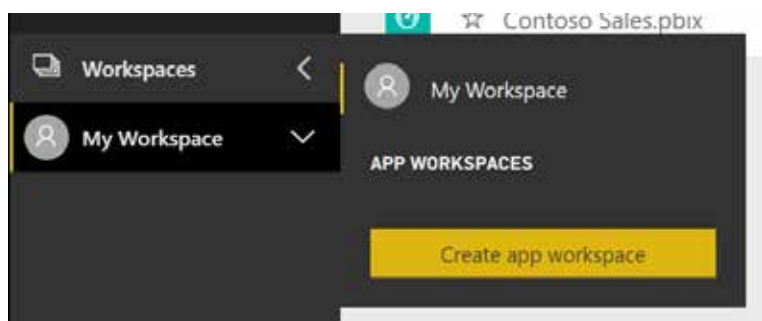 Contoso Sales.pbix
Workspaces
My Workspace
My Workspace
APP WORKSPACES
Create app workspace